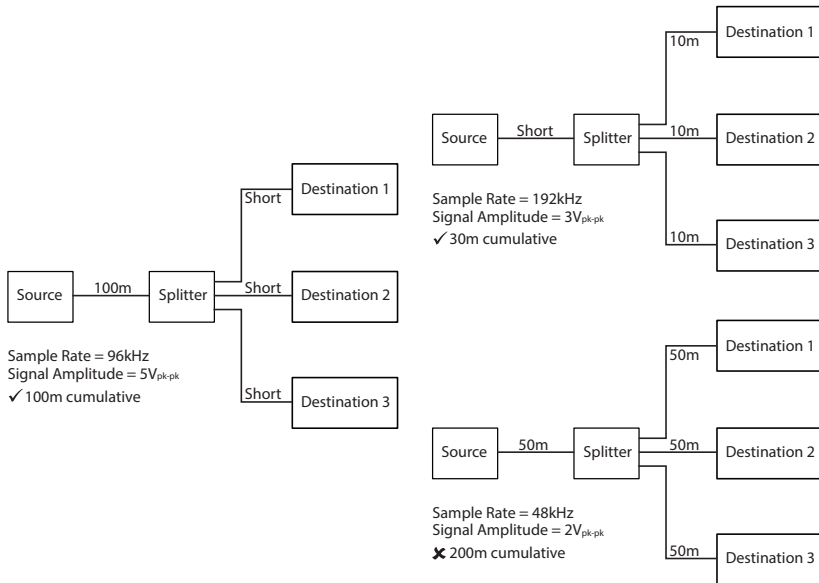 Source
100m
Splitter
Short
Destination 1
Short
Destination 2
Short
Destination 3
Sample Rate = 96kHz
Signal Amplitude = 5Vpk-pk
✓ 100m cumulative
Source
Short
Splitter
10m
Destination 1
10m
Destination 2
10m
Destination 3
Sample Rate = 192kHz
Signal Amplitude = 3Vpk-pk
✓ 30m cumulative
Source
50m
Splitter
50m
Destination 1
50m
Destination 2
50m
Destination 3
Sample Rate = 48kHz
Signal Amplitude = 2Vpk-pk
✘ 200m cumulative